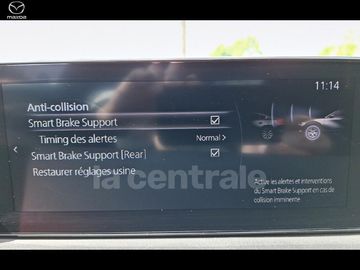 mazda
11:14
Anti-collision
Smart Brake Support
Timing des alertes Normal
Smart Brake Support [Rear]
Restaurer réglages usine
la centrale
Active les alertes et interventions
du Smart Brake Support en cas de
collision imminente